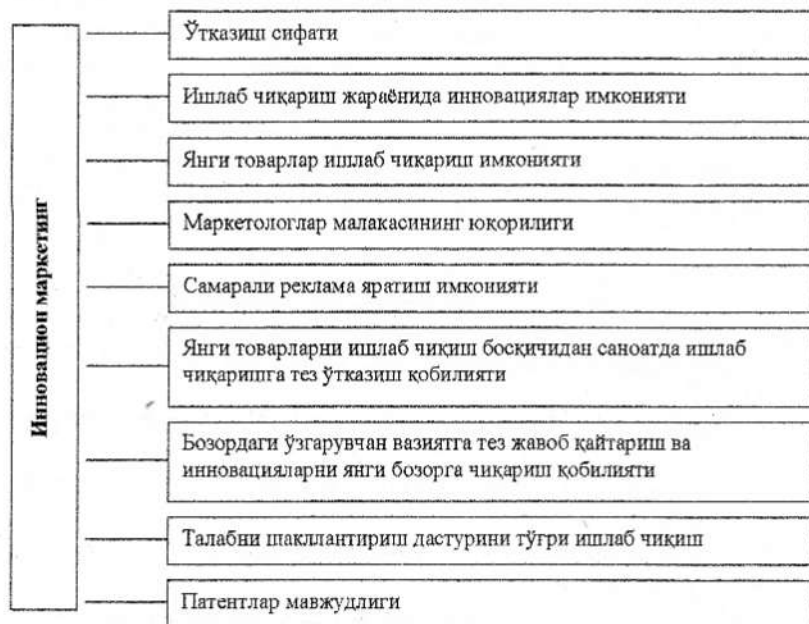 Инновацион маркетинг
Ўтказиш сифати
Ишлаб чиқариш жараёнида инновациялар имконияти
Янги товарлар ишлаб чиқариш имконияти
Маркетологлар малакасининг юқорилиги
Самарали реклама яратиш имконияти
Янги товарларни ишлаб чиқиш босқичидан саноатда ишлаб
чиқаришга тез ўтказиш қобилияти
Бозордаги ўзгарувчан вазиятга тез жавоб қайтариш ва
инновацияларни янги бозорга чиқариш қобилияти
Талабни шакллантириш дастурини тўғри ишлаб чиқиш
Патентлар мавжудлиги